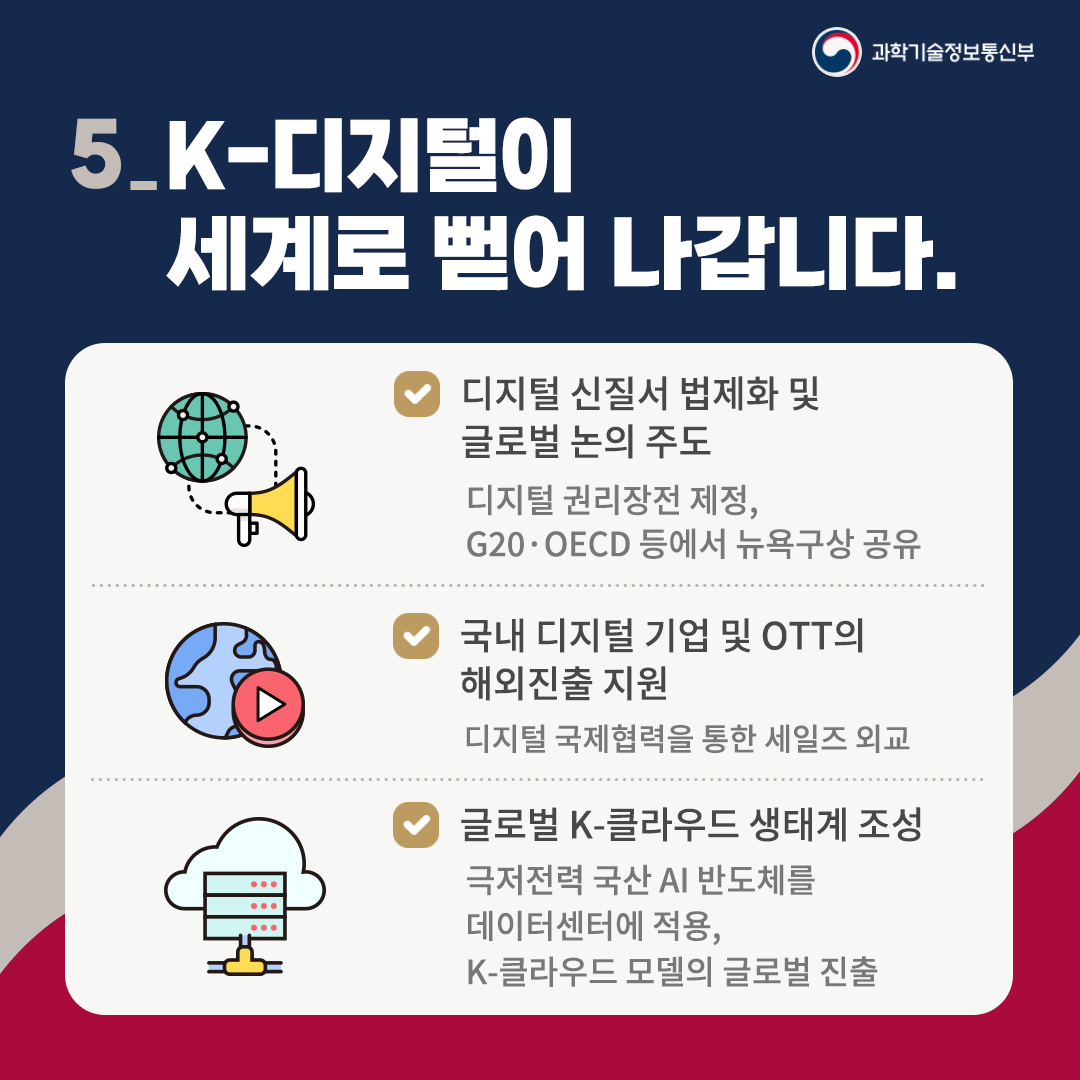 과학기술정보통신부
5_K-디지털이
세계로 뻗어 나갑니다.
디지털 신질서 법제화 및
글로벌 논의 주도
디지털 권리장전 제정,
G20·OECD 등에서 뉴욕구상 공유
국내 디지털 기업 및 OTT의
해외진출 지원
디지털 국제협력을 통한 세일즈 외교
글로벌 K-클라우드 생태계 조성
극저전력 국산 AI 반도체를
데이터센터에 적용,
K-클라우드 모델의 글로벌 진출